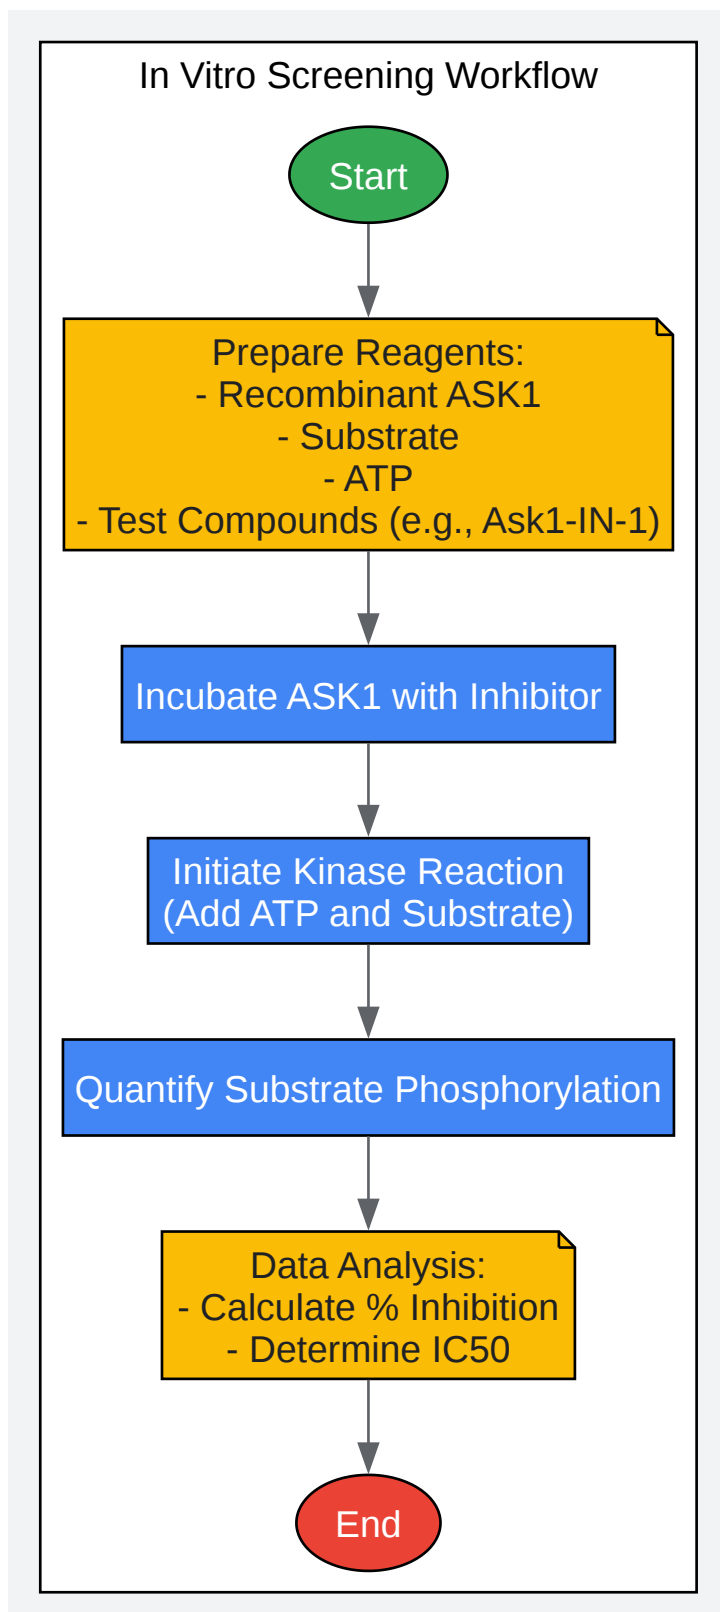 In Vitro Screening Workflow
Start
Prepare Reagents:
- Recombinant ASK1
- Substrate
- ATP
- Test Compounds (e.g., Ask1-IN-1)
Incubate ASK1 with Inhibitor
Initiate Kinase Reaction
(Add ATP and Substrate)
Quantify Substrate Phosphorylation
Data Analysis:
- Calculate % Inhibition
- Determine IC50
End